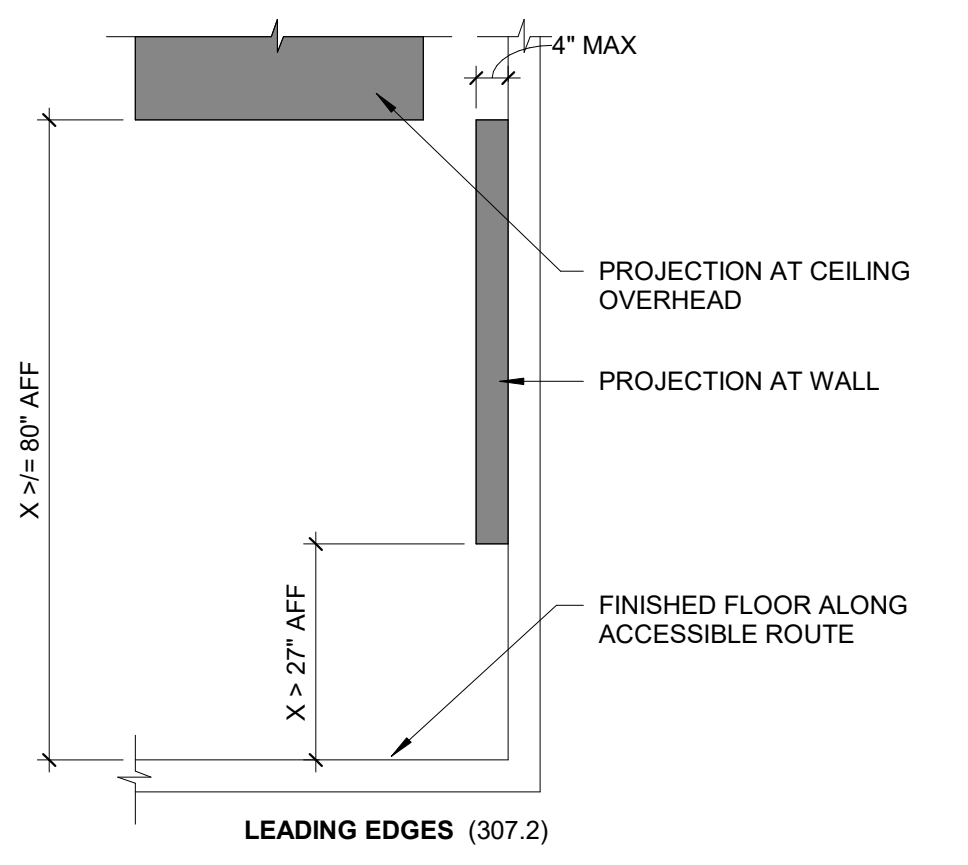 4" MAX
PROJECTION AT CEILING
OVERHEAD
PROJECTION AT WALL
X >/= 80" AFF
X > 27" AFF
FINISHED FLOOR ALONG
ACCESSIBLE ROUTE
LEADING EDGES (307.2)